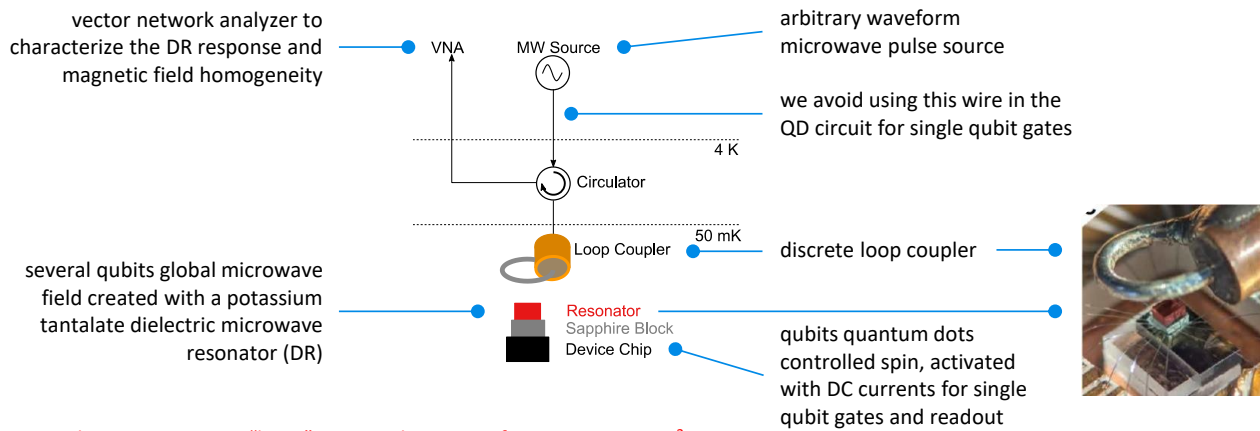 vector network analyzer to
characterize the DR response and
magnetic field homogeneity
VNA
MW Source
arbitrary waveform
microwave pulse source
we avoid using this wire in the
QD circuit for single qubit gates
4 K
Circulator
50 mK
Loop Coupler
discrete loop coupler
several qubits global microwave
field created with a potassium
tantalate dielectric microwave
resonator (DR)
Resonator
Sapphire Block
Device Chip
qubits quantum dots
controlled spin, activated
with DC currents for single
qubit gates and readout